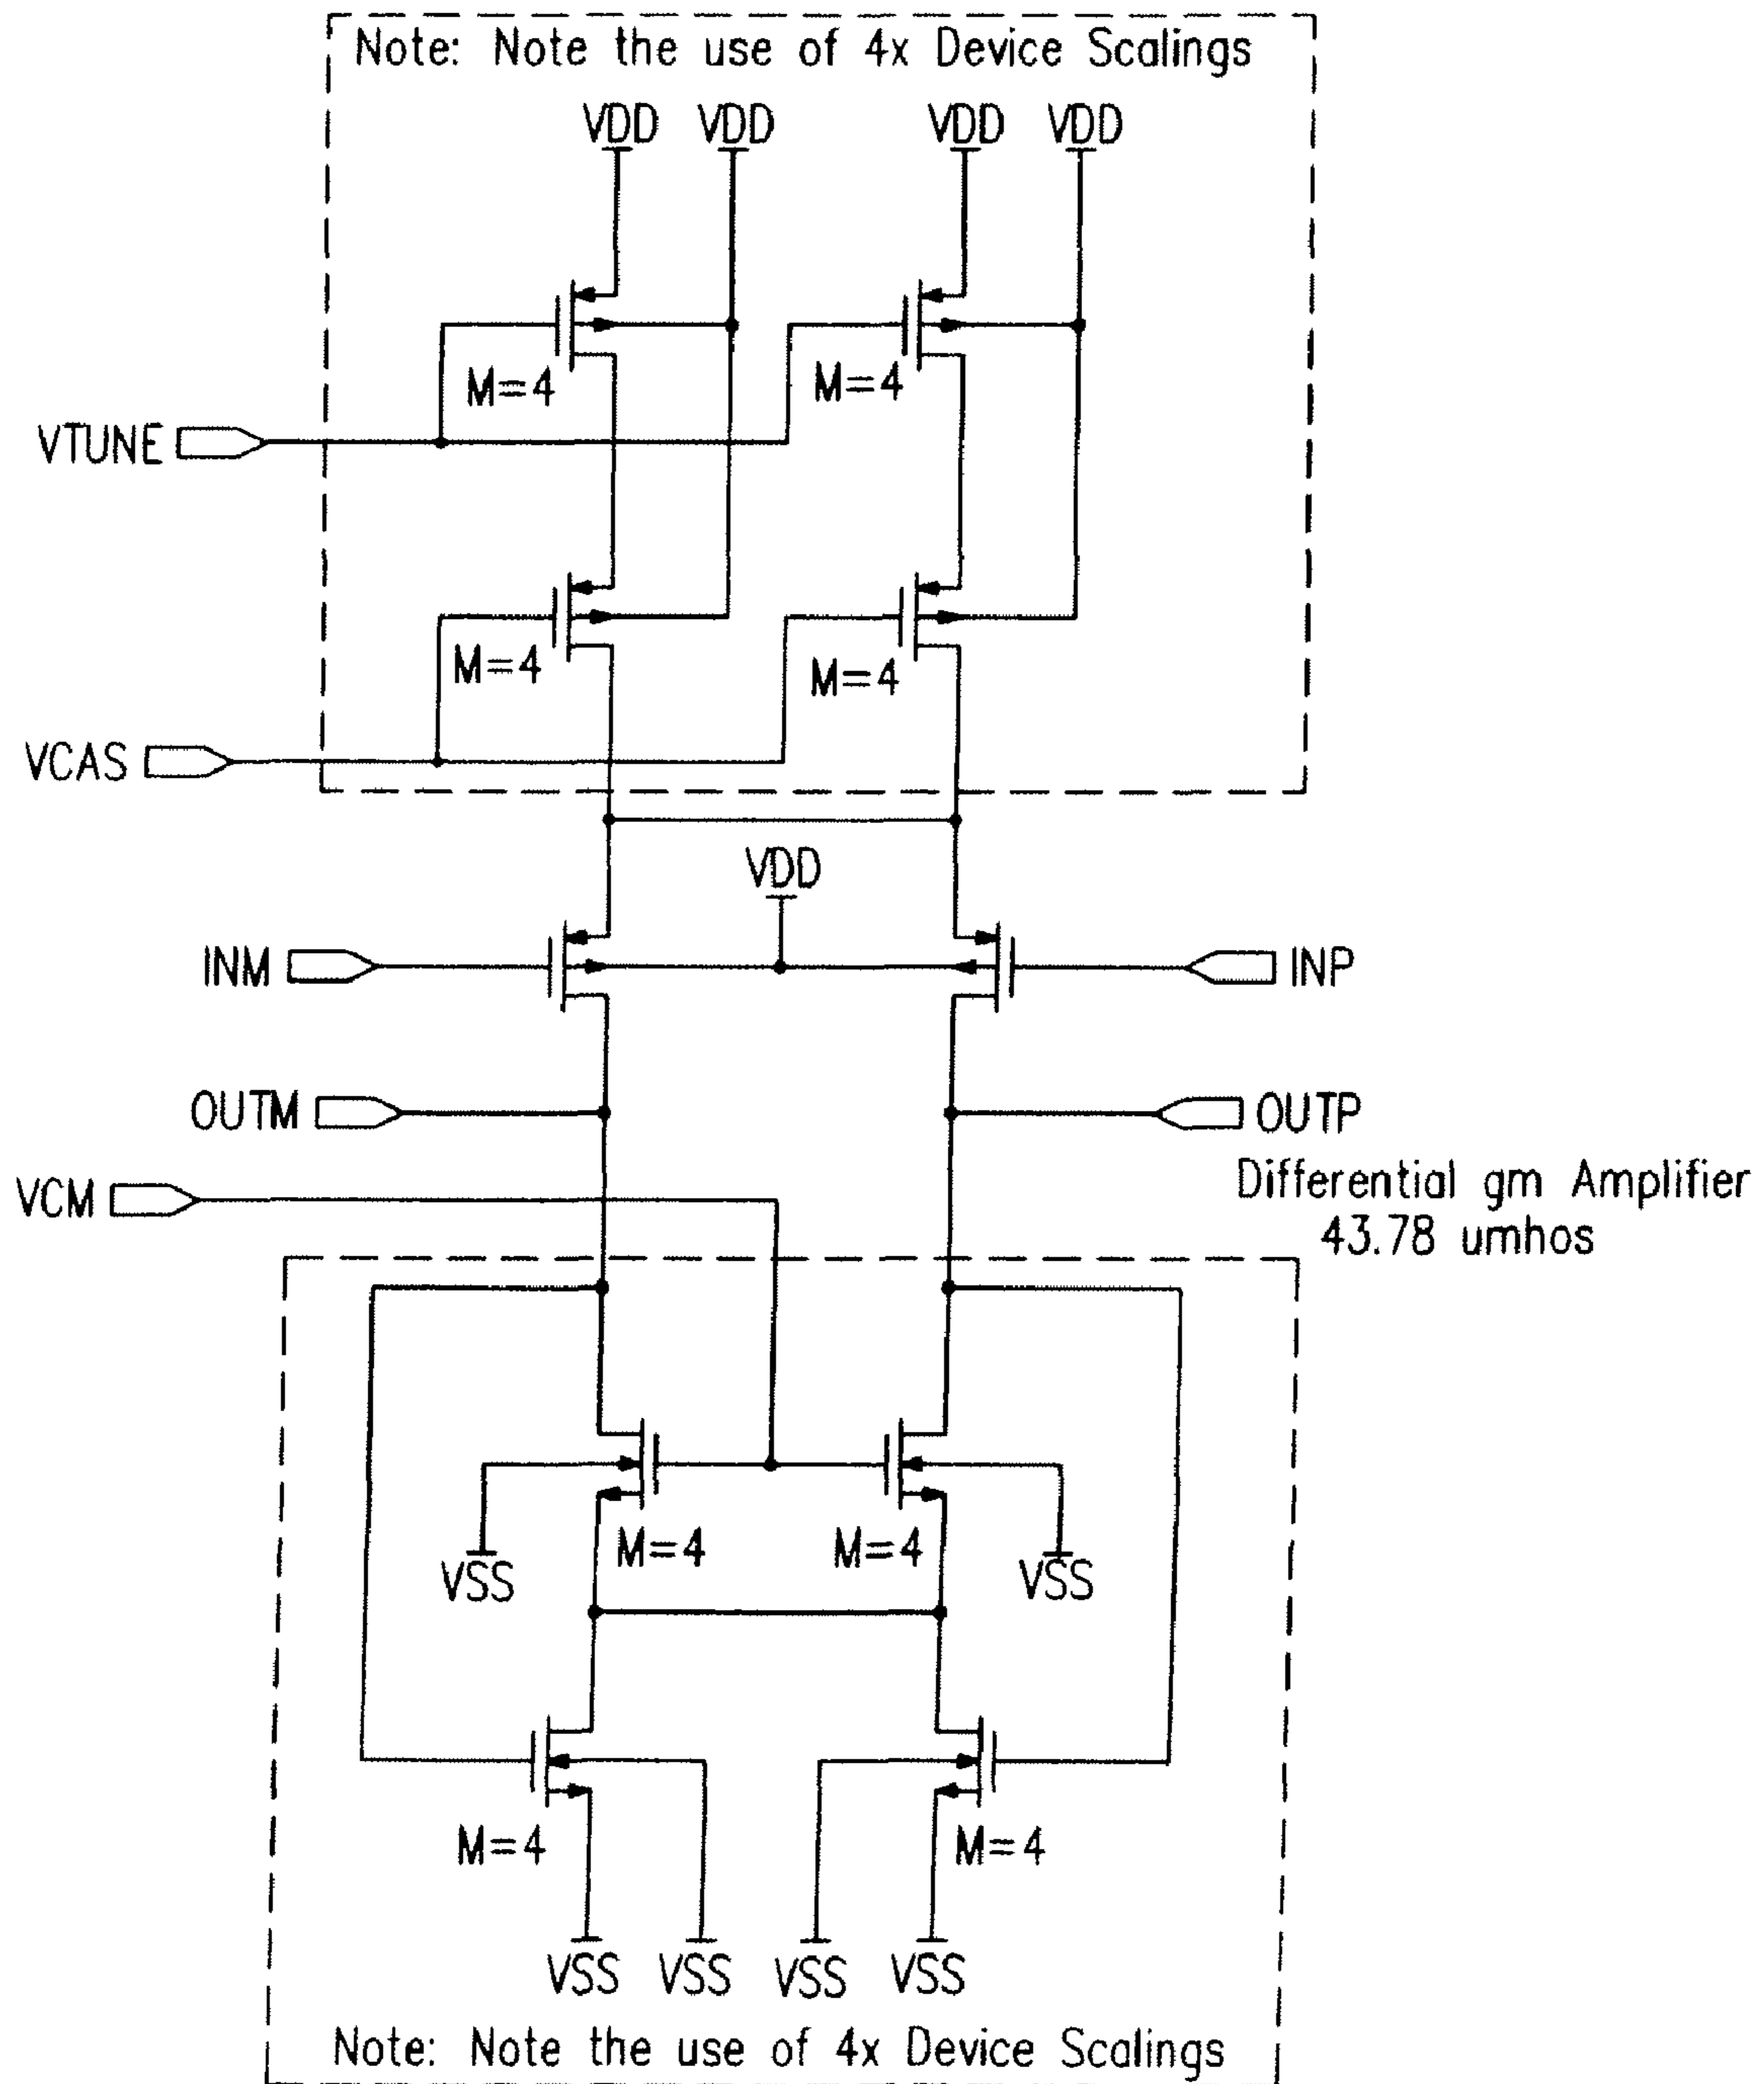 Note: Note the use of 4x Device Scalings
VDD VDD VDD VDD
M=4 M=4
VTUNE
M=4 M=4
VCAS
VDD
INM INP
OUTM OUTP
Differential gm Amplifier
43.78 umhos
VCM
M=4 M=4
VSS VSS
M=4 M=4
VSS VSS VSS VSS
Note: Note the use of 4x Device Scalings